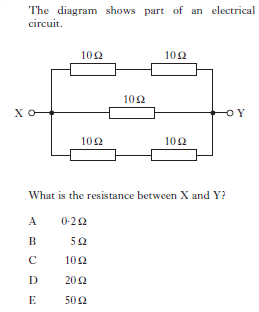 The diagram shows part of an electrical
circuit.
10 Ω 10 Ω
10 Ω
X Y
10 Ω 10 Ω
What is the resistance between X and Y?
A 0·2 Ω
B 5 Ω
C 10 Ω
D 20 Ω
E 50 Ω